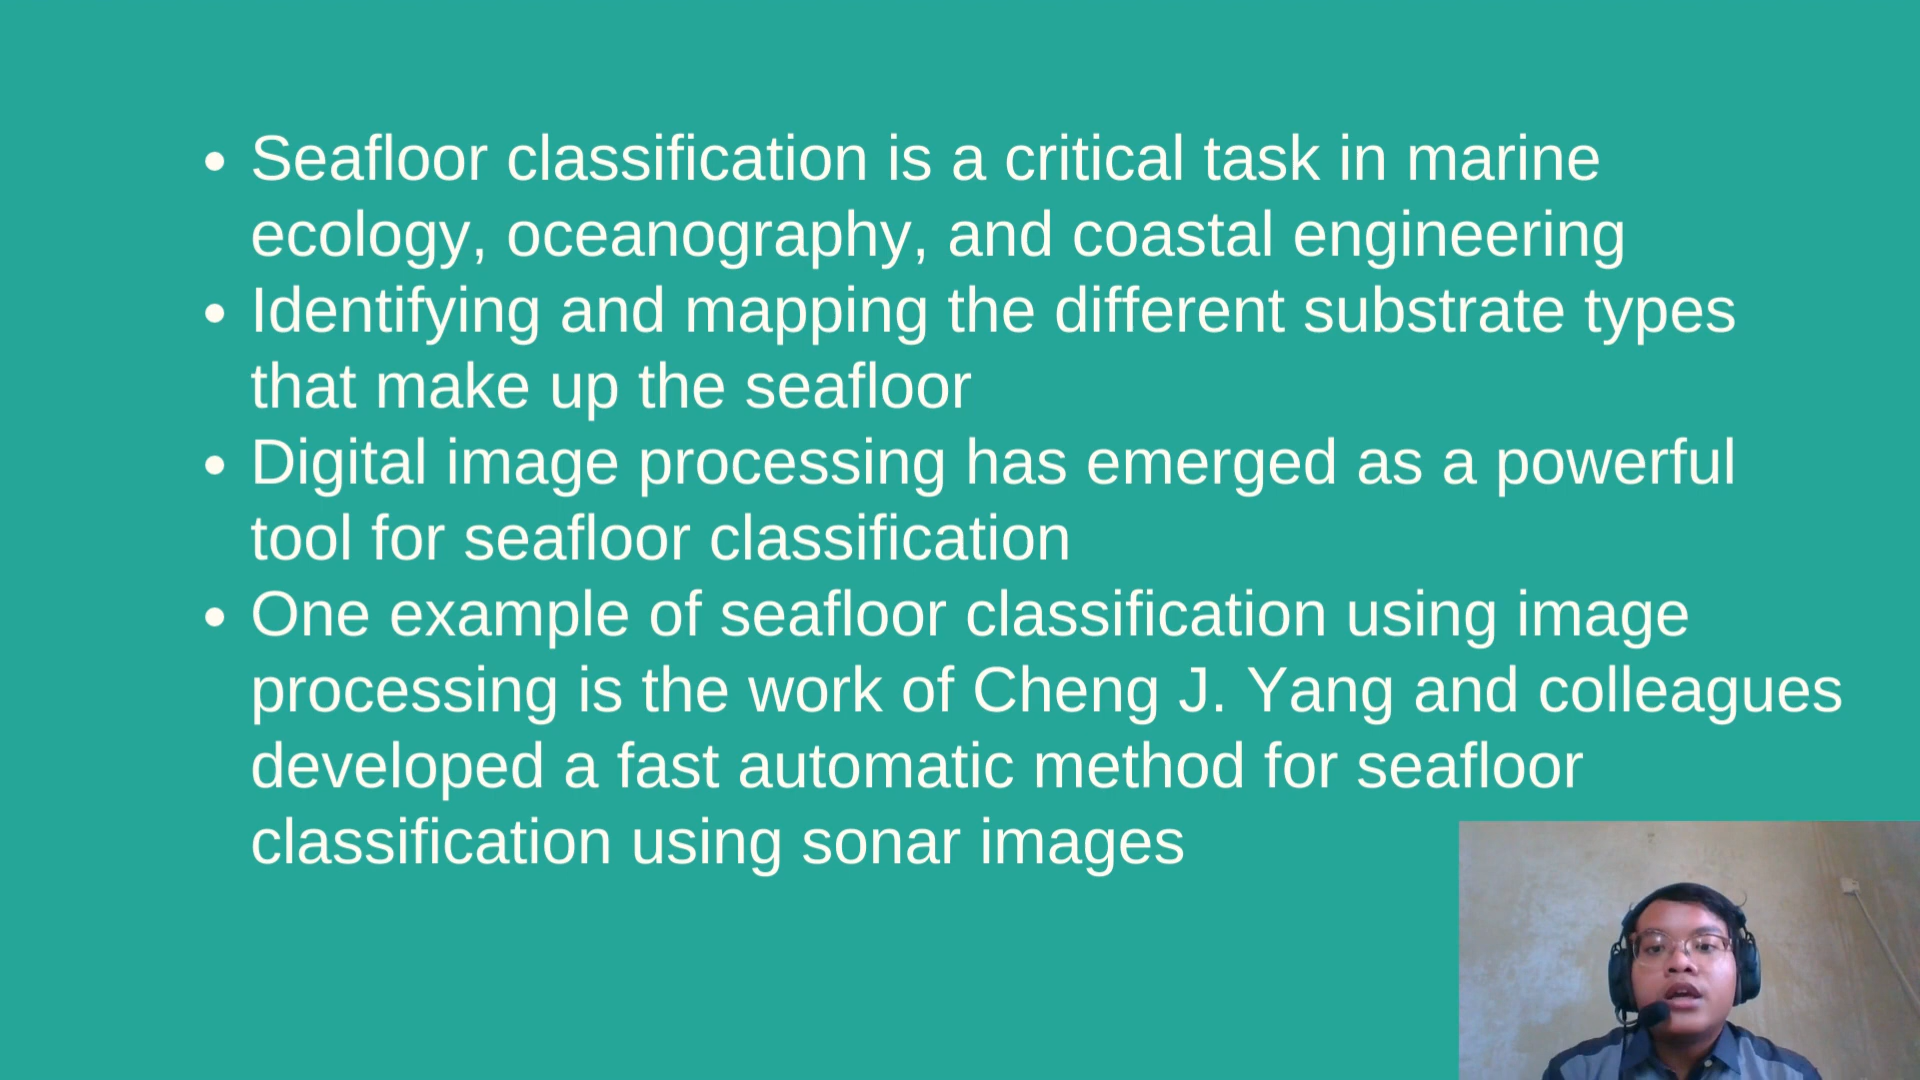 • Seafloor classification is a critical task in marine
ecology, oceanography, and coastal engineering
• Identifying and mapping the different substrate types
that make up the seafloor
• Digital image processing has emerged as a powerful
tool for seafloor classification
• One example of seafloor classification using image
processing is the work of Cheng J. Yang and colleagues
developed a fast automatic method for seafloor
classification using sonar images